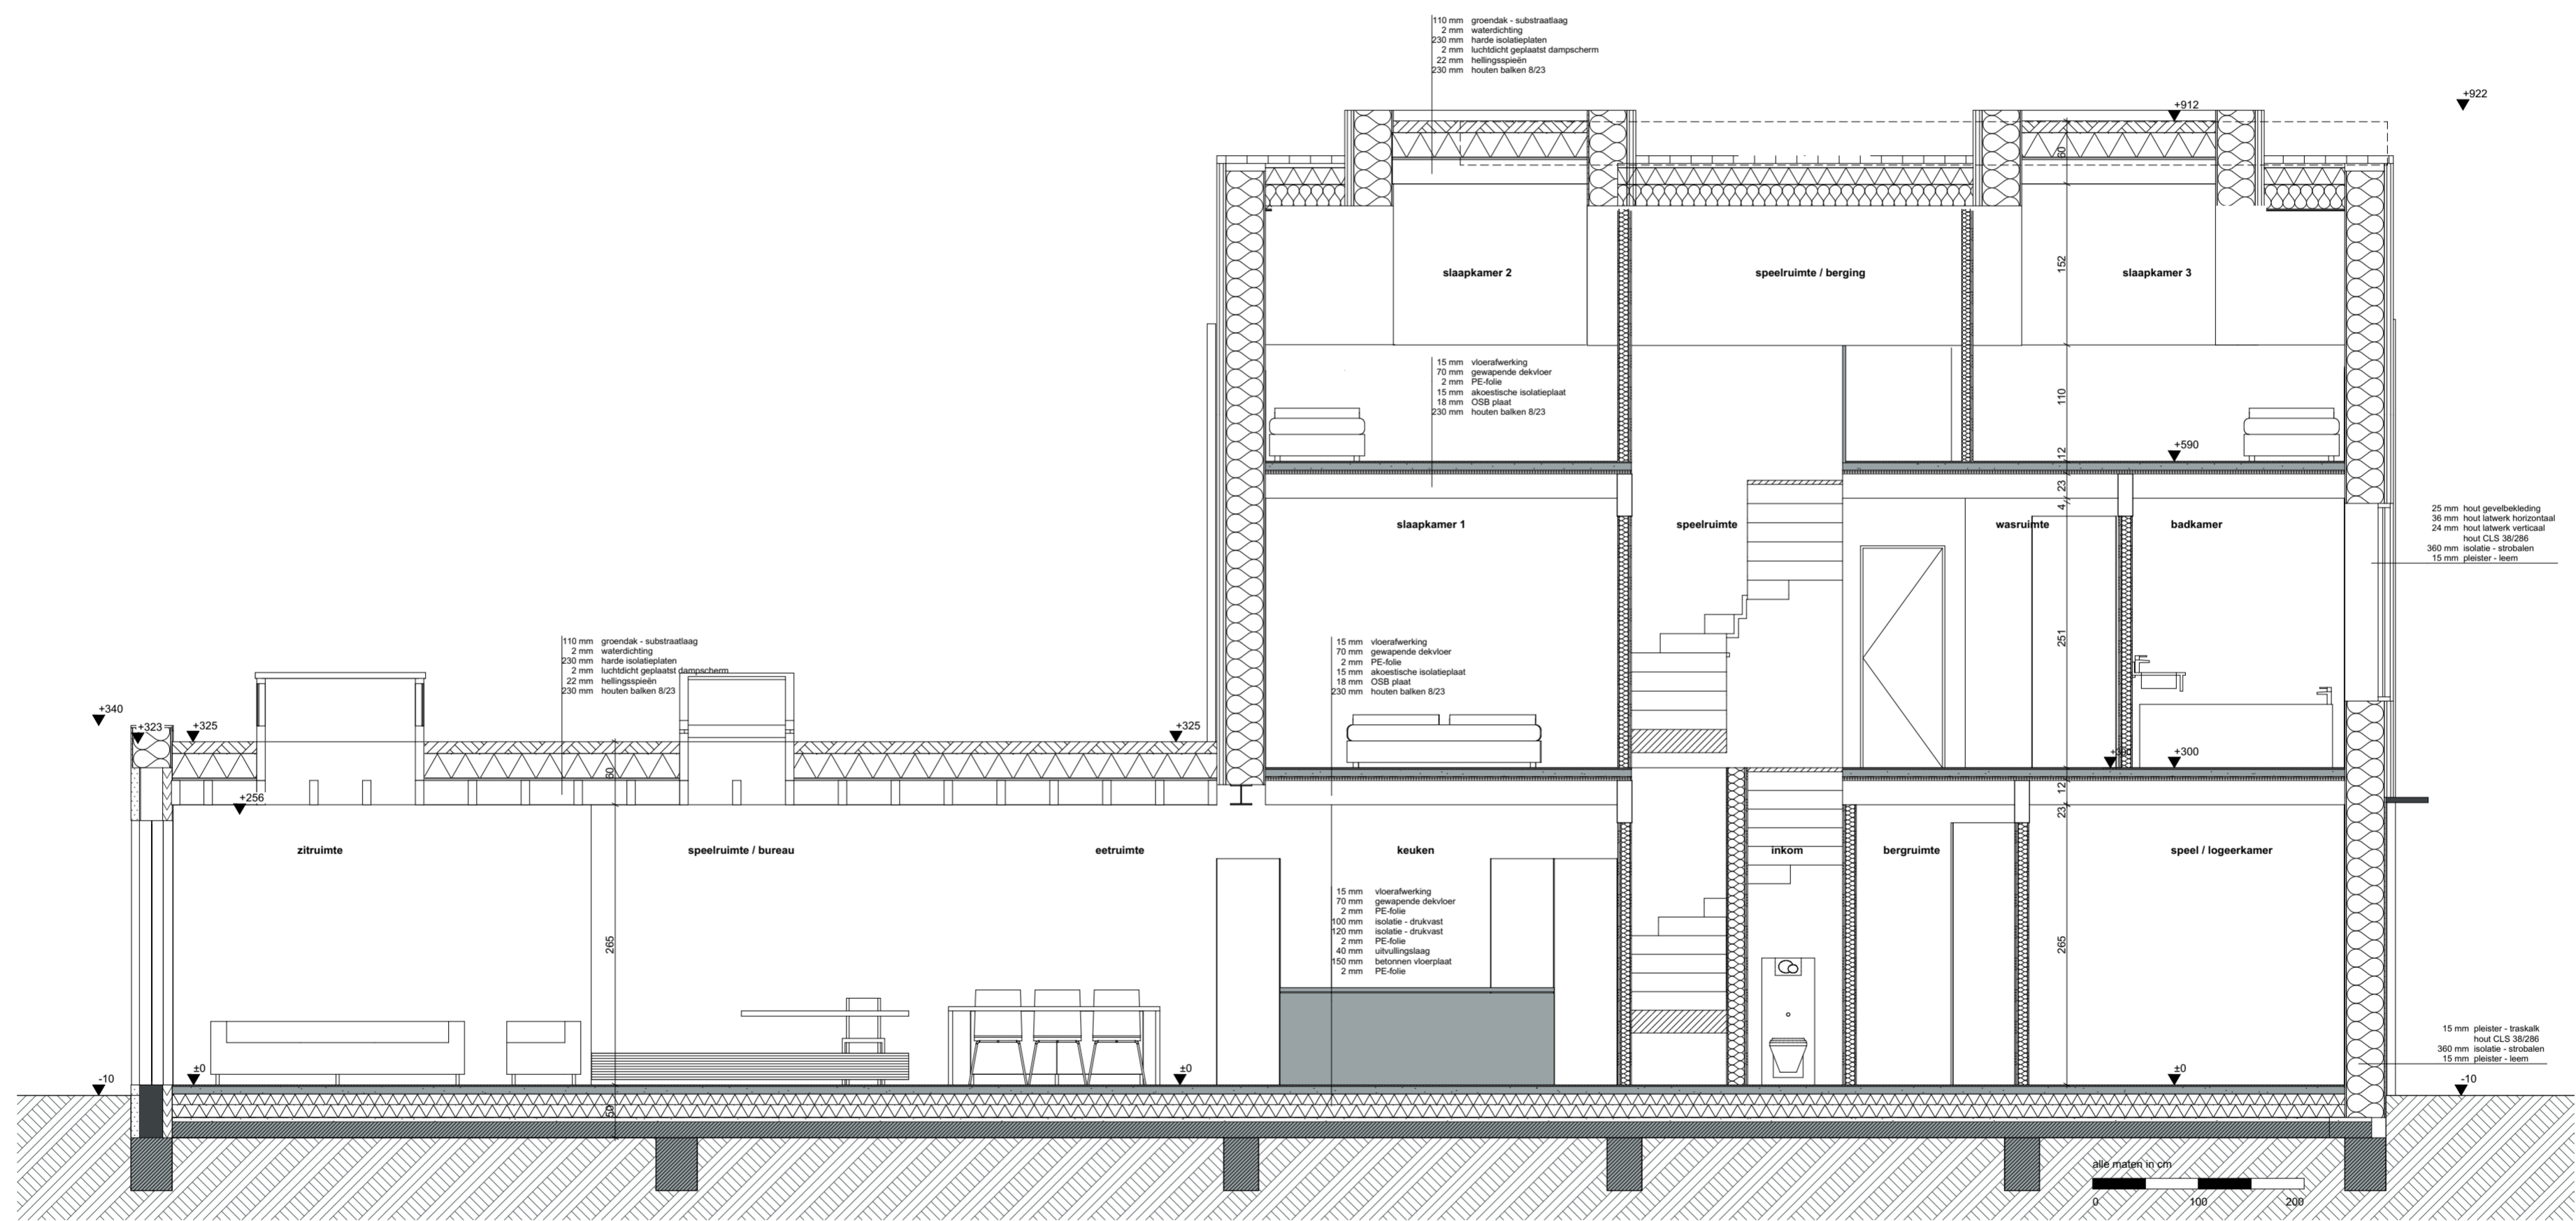 110 mm groendak - substraatlaag
2 mm waterdichting
230 mm harde isolatieplaten
2 mm luchtdicht geplaatst dampscherm
22 mm hellingsspieën
230 mm houten balken 8/23
+922
+912
60
slaapkamer 2
speelruimte / berging
152
slaapkamer 3
15 mm vloerafwerking
70 mm gewapende dekvloer
2 mm PE-folie
15 mm akoestische isolatieplaat
18 mm OSB plaat
230 mm houten balken 8/23
110
12
+590
23
4
slaapkamer 1
speelruimte
wasruimte
badkamer
25 mm hout gevelbekleding
36 mm hout latwerk horizontaal
24 mm hout latwerk verticaal
hout CLS 38/286
360 mm isolatie - strobalen
15 mm pleister - leem
110 mm groendak - substraatlaag
2 mm waterdichting
230 mm harde isolatieplaten
2 mm luchtdicht geplaatst dampscherm
22 mm hellingsspieën
230 mm houten balken 8/23
15 mm vloerafwerking
70 mm gewapende dekvloer
2 mm PE-folie
15 mm akoestische isolatieplaat
18 mm OSB plaat
230 mm houten balken 8/23
251
+340
+323
+325
+325
+300
60
+256
12
23
zitruimte
speelruimte / bureau
eetruimte
keuken
inkom
bergruimte
speel / logeerkamer
15 mm vloerafwerking
70 mm gewapende dekvloer
2 mm PE-folie
100 mm isolatie - drukvast
120 mm isolatie - drukvast
2 mm PE-folie
40 mm uitvullingslaag
150 mm betonnen vloerplaat
2 mm PE-folie
265
265
15 mm pleister - traskalk
hout CLS 38/286
360 mm isolatie - strobalen
15 mm pleister - leem
-10
±0
±0
±0
-10
50
alle maten in cm
0 100 200